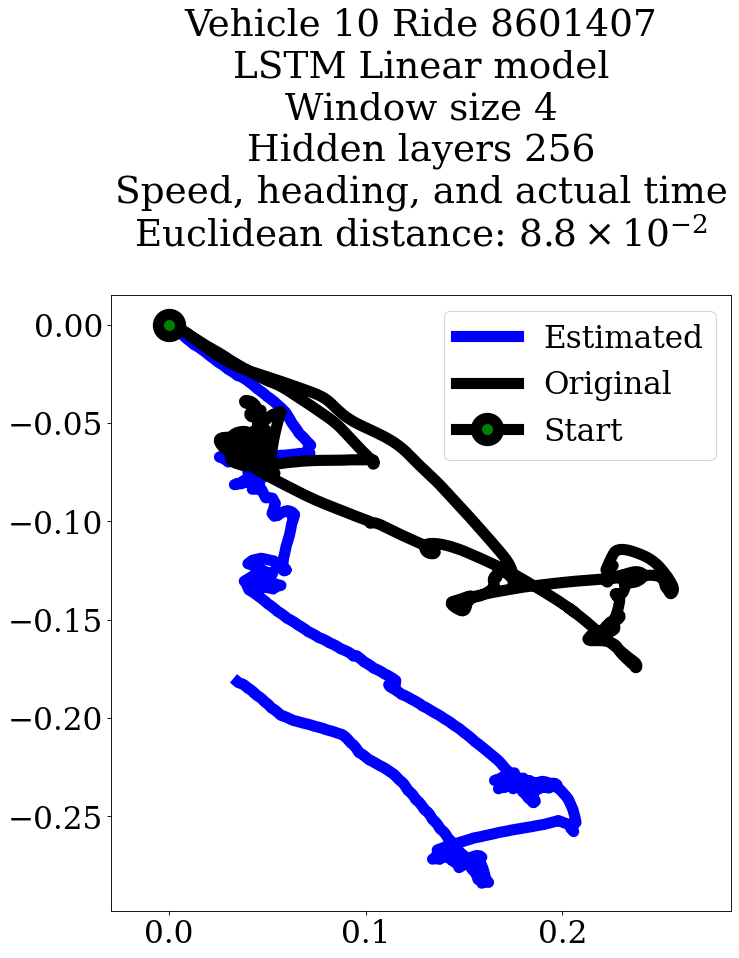 Vehicle 10 Ride 8601407
LSTM Linear model
Window size 4
Hidden layers 256
Speed, heading, and actual time
Euclidean distance: 8.8 × 10⁻²
Estimated
Original
Start
0.00
−0.05
−0.10
−0.15
−0.20
−0.25
0.0 0.1 0.2